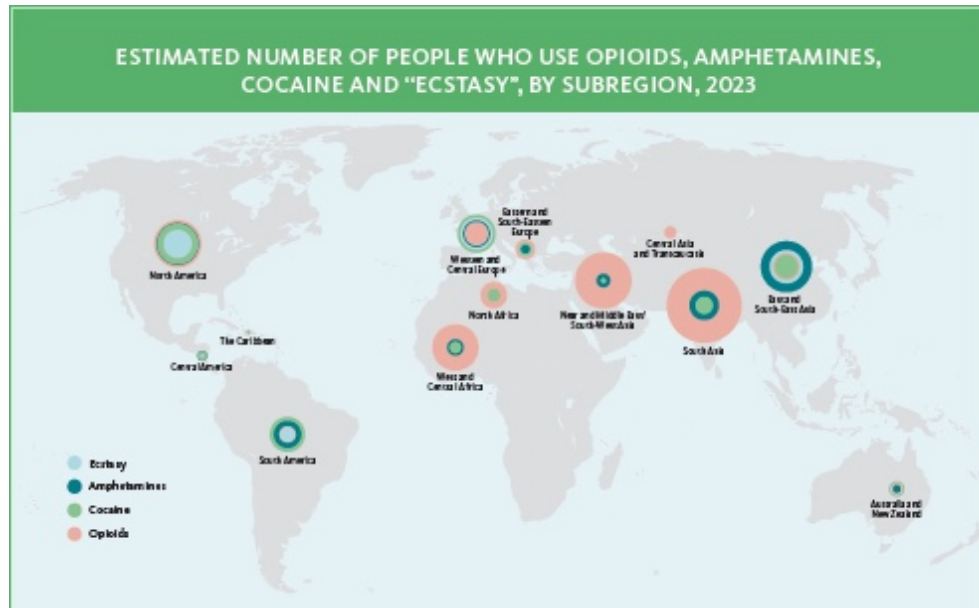 ESTIMATED NUMBER OF PEOPLE WHO USE OPIOIDS, AMPHETAMINES,
COCAINE AND “ECSTASY”, BY SUBREGION, 2023
North America
The Caribbean
Central America
South America
Western and
Central Europe
Eastern and
South-Eastern
Europe
North Africa
West and
Central Africa
Near and Middle East/
South-West Asia
Central Asia
and Transcaucasia
South Asia
East and
South-East Asia
Australia and
New Zealand
Ecstasy
Amphetamines
Cocaine
Opioids